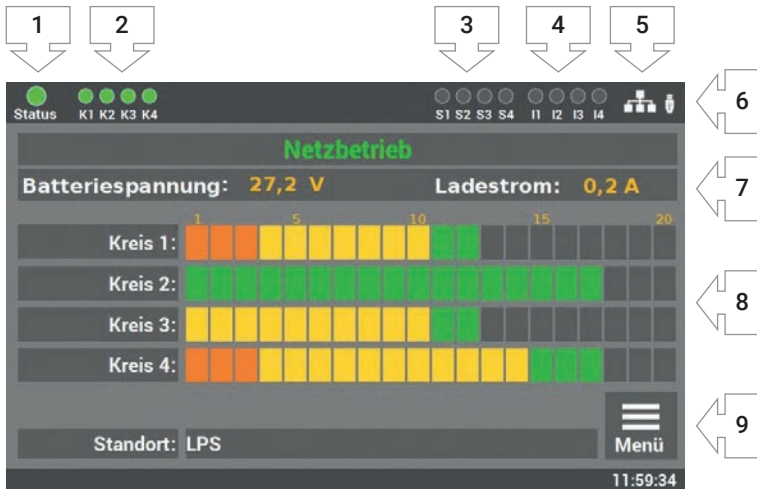 1 2 3 4 5
Status K1 K2 K3 K4 S1 S2 S3 S4 I1 I2 I3 I4
6
Netzbetrieb
Batteriespannung: 27,2 V Ladestrom: 0,2 A
7
1 5 10 15 20
Kreis 1:
Kreis 2:
8
Kreis 3:
Kreis 4:
Standort: LPS
Menü
9
11:59:34